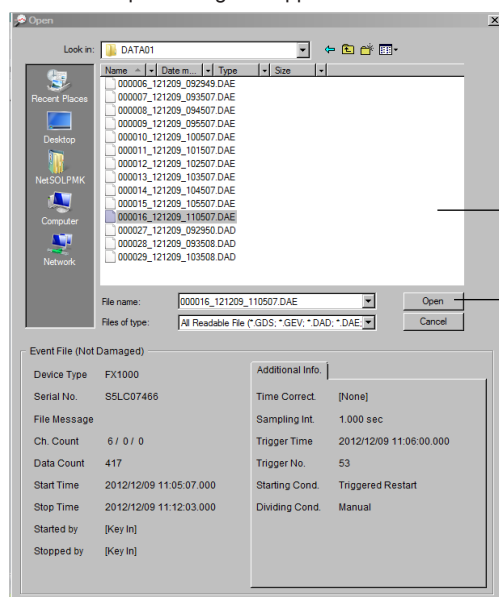 Open
Look in: DATA01
Name Date m... Type Size
Recent Places
Desktop
NetSOLPMK
Computer
Network
000006_121209_092949.DAE
000007_121209_093507.DAE
000008_121209_094507.DAE
000009_121209_095507.DAE
000010_121209_100507.DAE
000011_121209_101507.DAE
000012_121209_102507.DAE
000013_121209_103507.DAE
000014_121209_104507.DAE
000015_121209_105507.DAE
000016_121209_110507.DAE
000027_121209_092950.DAD
000028_121209_093508.DAD
000029_121209_103508.DAD
File name: 000016_121209_110507.DAE Open
Files of type: All Readable File (*.GDS; *.GEV; *.DAD; *.DAE; Cancel
Event File (Not Damaged)
Device Type FX1000
Serial No. S5LC07466
File Message
Ch. Count 6 / 0 / 0
Data Count 417
Start Time 2012/12/09 11:05:07.000
Stop Time 2012/12/09 11:12:03.000
Started by [Key In]
Stopped by [Key In]
Additional Info.
Time Correct. [None]
Sampling Int. 1.000 sec
Trigger Time 2012/12/09 11:06:00.000
Trigger No. 53
Starting Cond. Triggered Restart
Dividing Cond. Manual